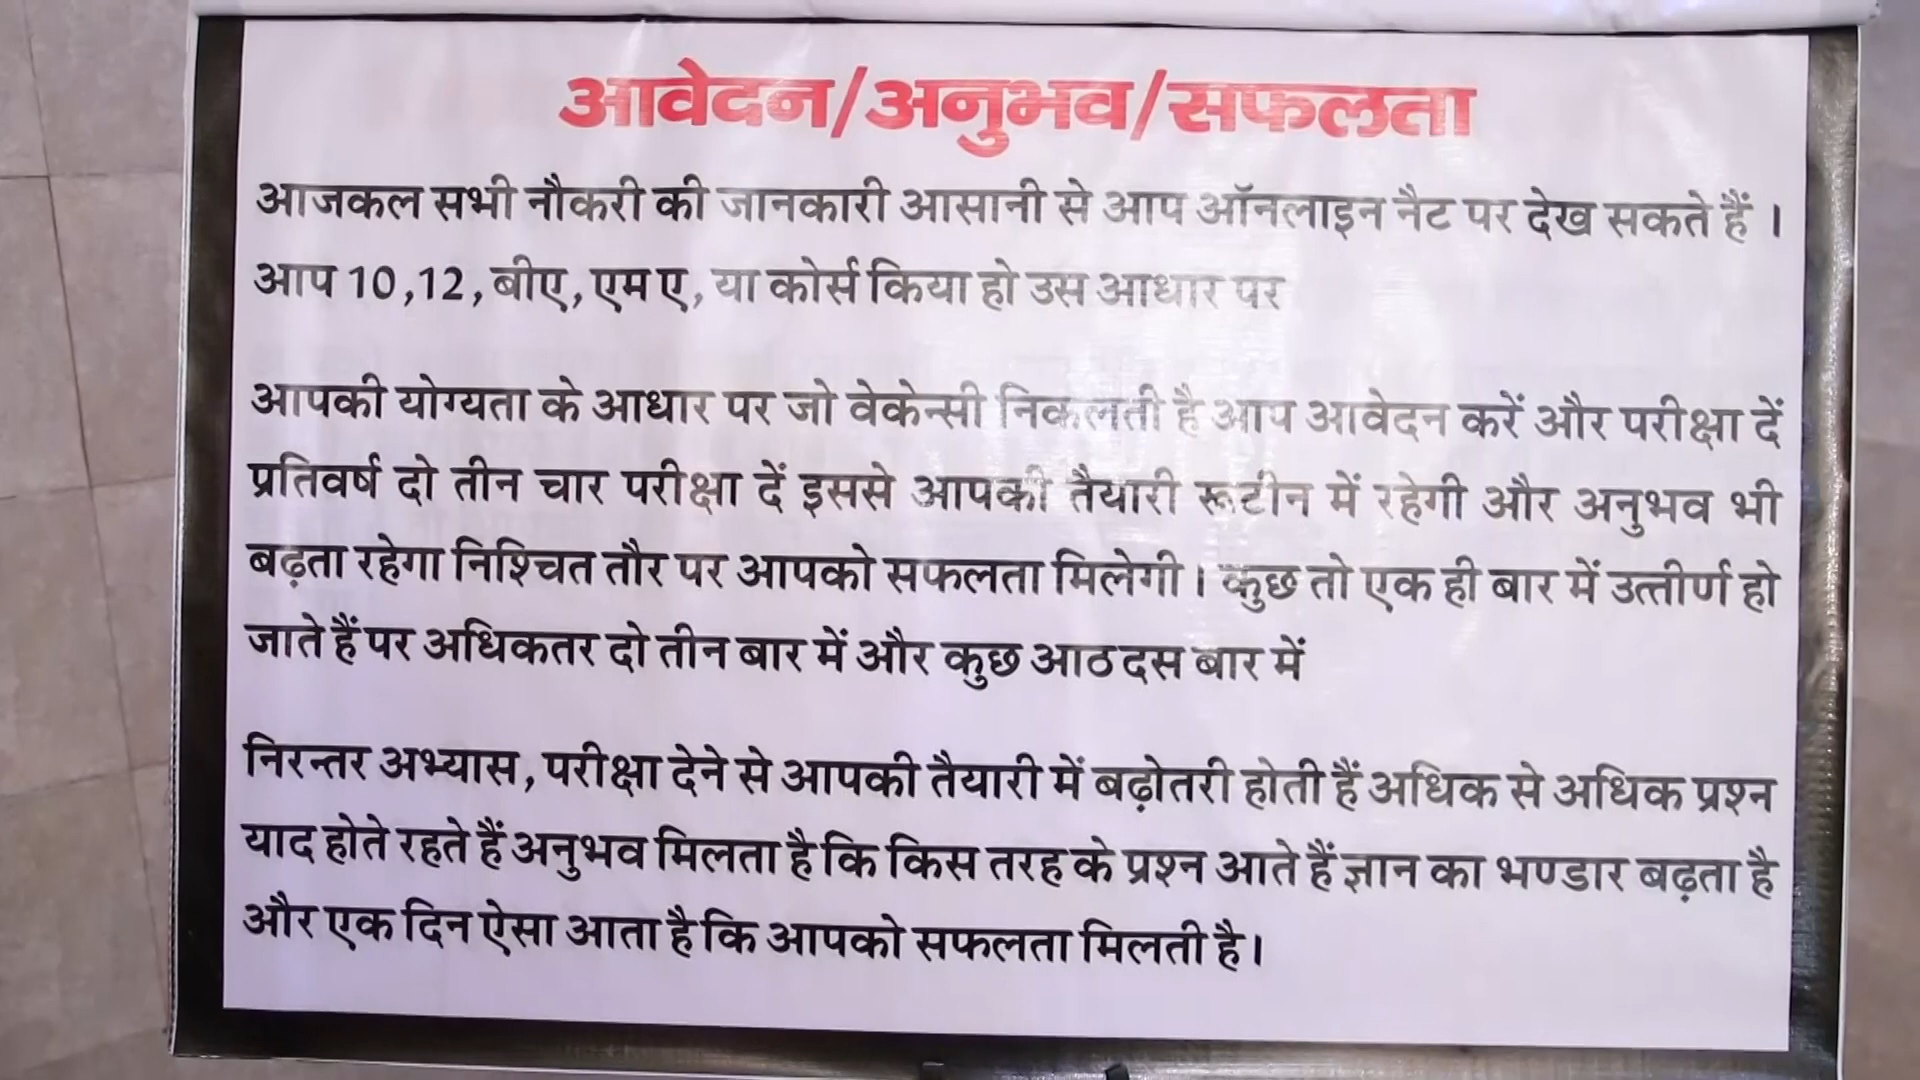 आवेदन/अनुभव/सफलता
आजकल सभी नौकरी की जानकारी आसानी से आप ऑनलाइन नैट पर देख सकते हैं ।
आप 10,12, बीए, एम ए, या कोर्स किया हो उस आधार पर
आपकी योग्यता के आधार पर जो वेकेन्सी निकलती है आप आवेदन करें और परीक्षा दें
प्रतिवर्ष दो तीन चार परीक्षा दें इससे आपकी तैयारी रूटीन में रहेगी और अनुभव भी
बढ़ता रहेगा निश्चित तौर पर आपको सफलता मिलेगी । कुछ तो एक ही बार में उत्तीर्ण हो
जाते हैं पर अधिकतर दो तीन बार में और कुछ आठ दस बार में
निरन्तर अभ्यास, परीक्षा देने से आपकी तैयारी में बढ़ोतरी होती हैं अधिक से अधिक प्रश्न
याद होते रहते हैं अनुभव मिलता है कि किस तरह के प्रश्न आते हैं ज्ञान का भण्डार बढ़ता है
और एक दिन ऐसा आता है कि आपको सफलता मिलती है ।